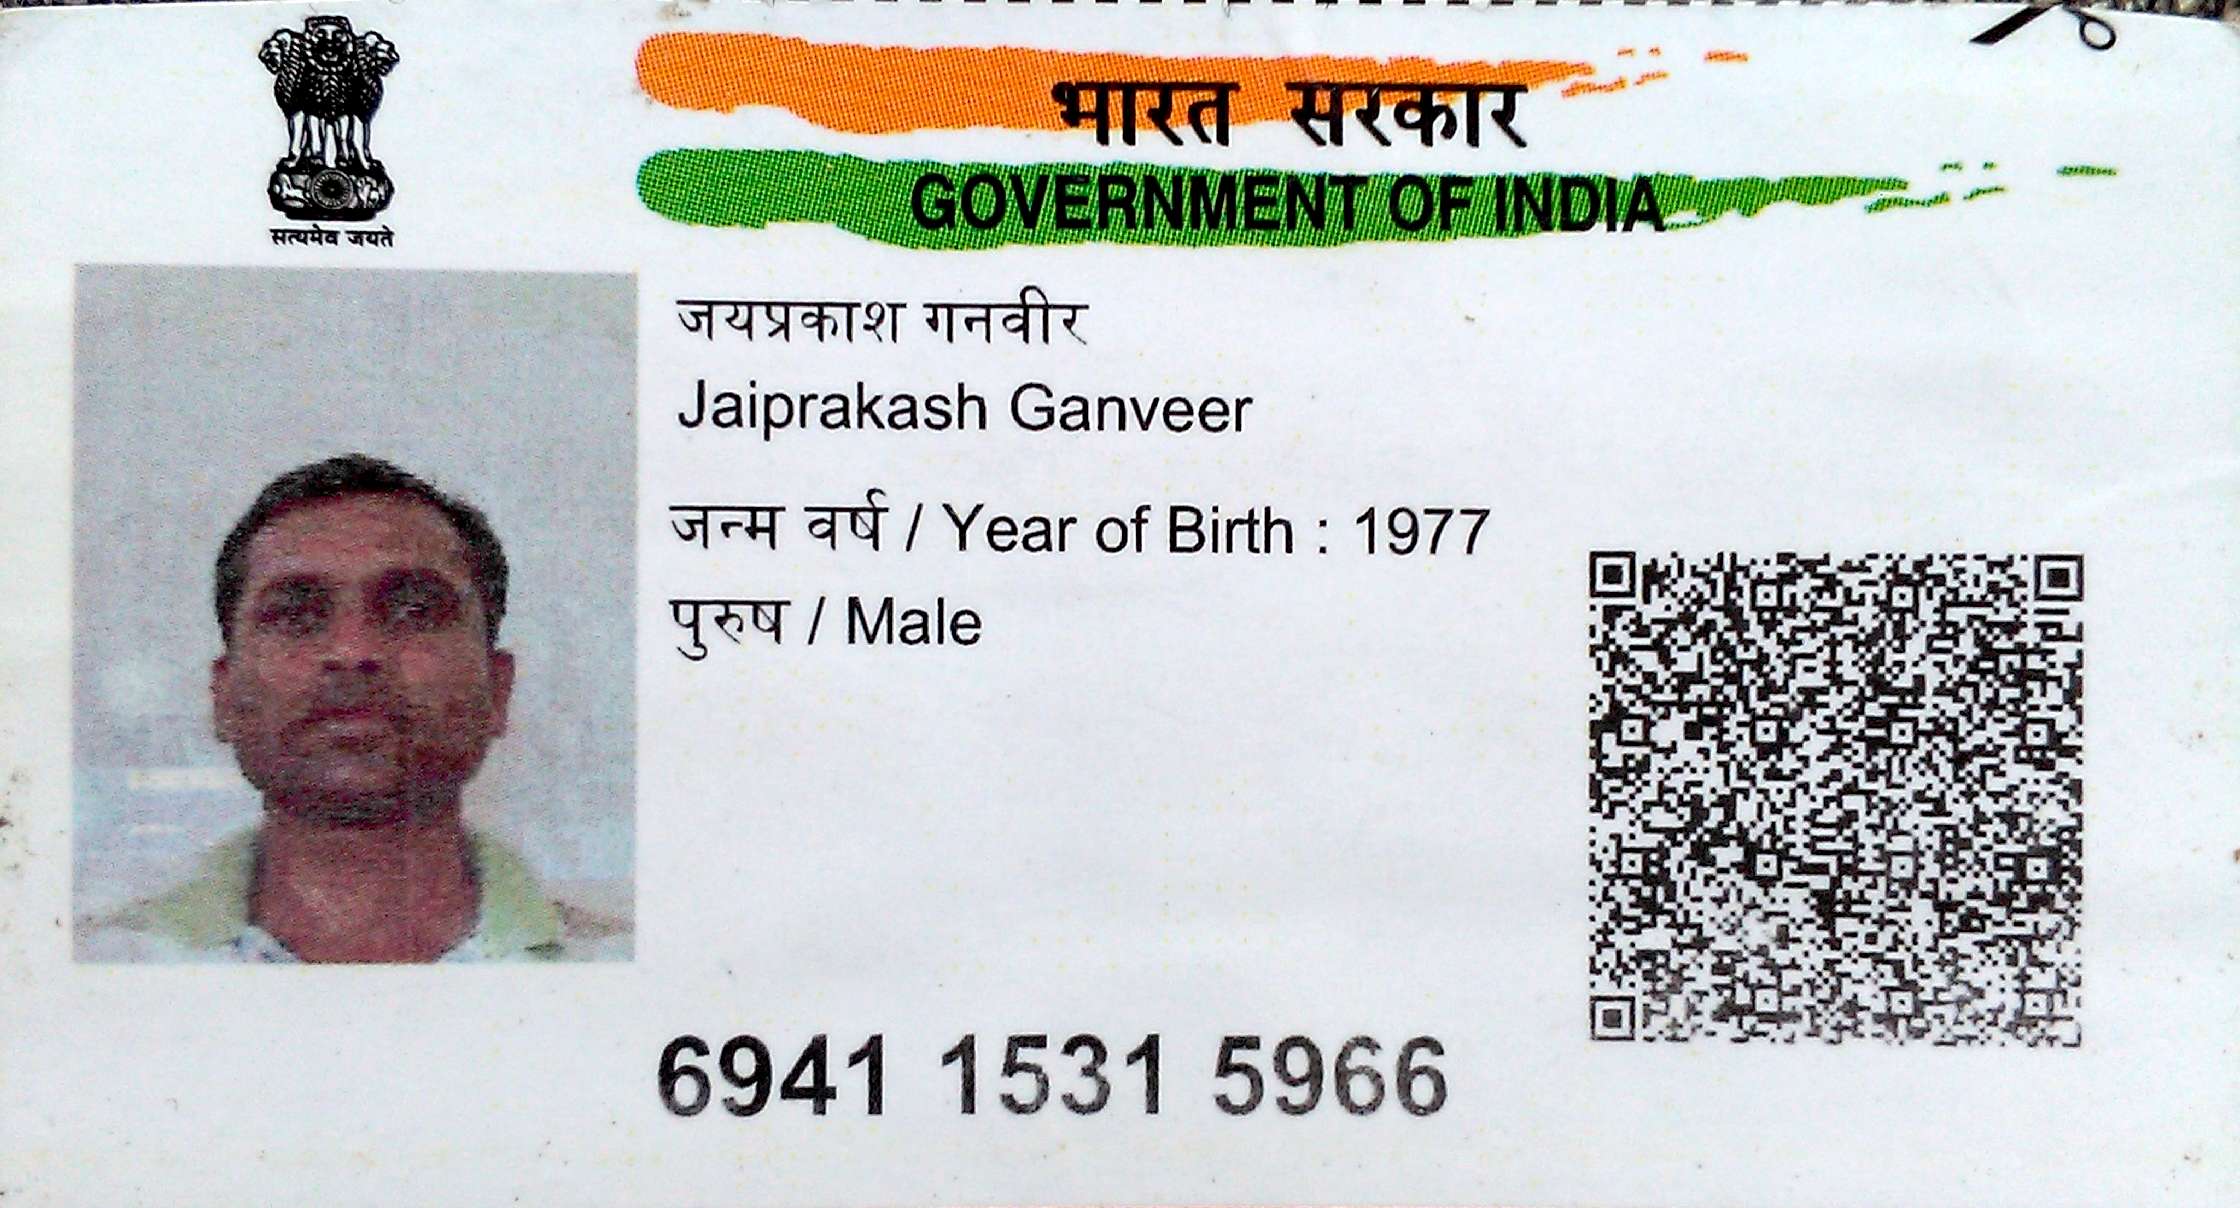 सत्यमेव जयते
भारत सरकार
GOVERNMENT OF INDIA
जयप्रकाश गनवीर
Jaiprakash Ganveer
जन्म वर्ष / Year of Birth : 1977
पुरुष / Male
6941 1531 5966